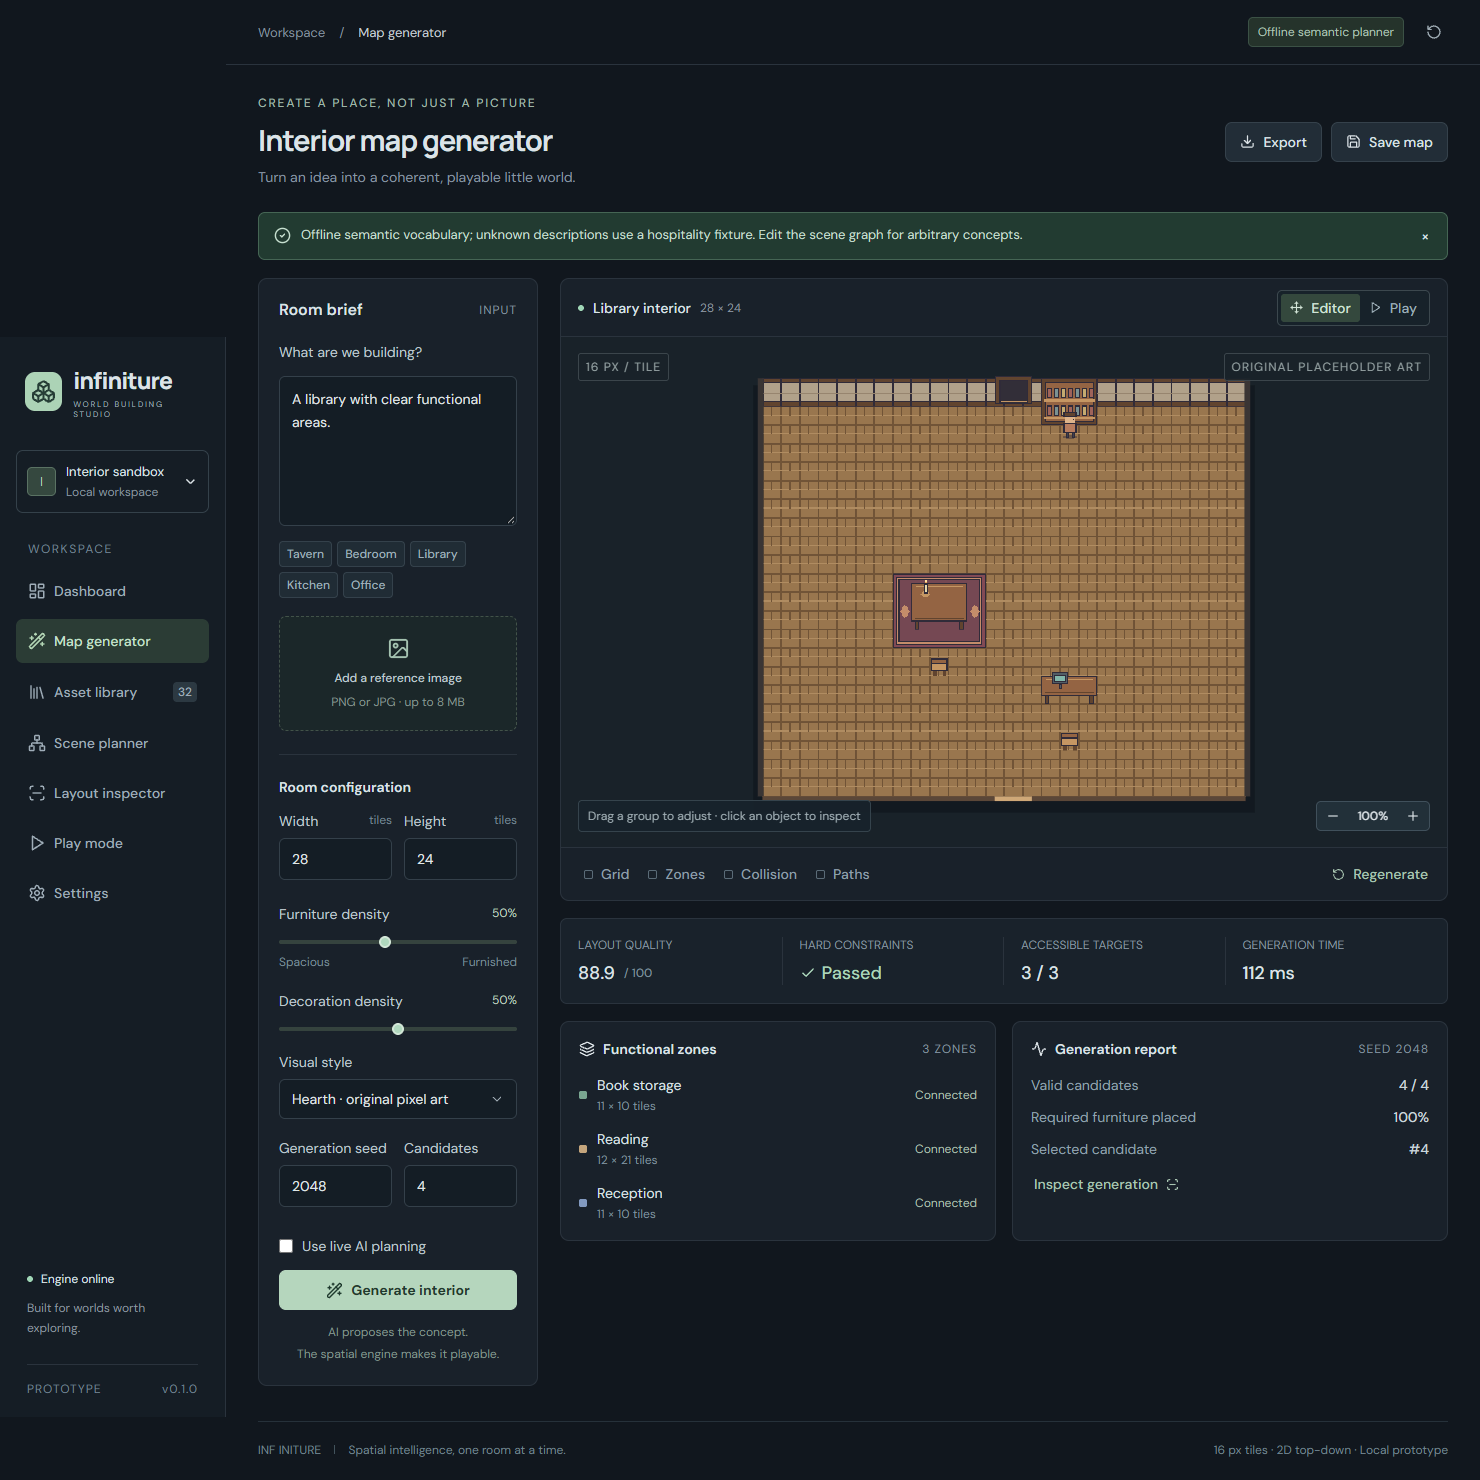 Workspace / Map generator
Offline semantic planner
CREATE A PLACE, NOT JUST A PICTURE
Interior map generator
Turn an idea into a coherent, playable little world.
Export
Save map
Offline semantic vocabulary; unknown descriptions use a hospitality fixture. Edit the scene graph for arbitrary concepts.
×
infiniture
WORLD BUILDING
STUDIO
I
Interior sandbox
Local workspace
WORKSPACE
Dashboard
Map generator
Asset library 32
Scene planner
Layout inspector
Play mode
Settings
Engine online
Built for worlds worth
exploring.
PROTOTYPE v0.1.0
Room brief INPUT
What are we building?
A library with clear functional
areas.
Tavern Bedroom Library
Kitchen Office
Add a reference image
PNG or JPG · up to 8 MB
Room configuration
Width tiles Height tiles
28 24
Furniture density 50%
Spacious Furnished
Decoration density 50%
Visual style
Hearth · original pixel art
Generation seed Candidates
2048 4
Use live AI planning
Generate interior
AI proposes the concept.
The spatial engine makes it playable.
Library interior 28 × 24
Editor Play
16 PX / TILE
ORIGINAL PLACEHOLDER ART
Drag a group to adjust · click an object to inspect
− 100% +
Grid Zones Collision Paths
Regenerate
LAYOUT QUALITY
88.9 / 100
HARD CONSTRAINTS
Passed
ACCESSIBLE TARGETS
3 / 3
GENERATION TIME
112 ms
Functional zones 3 ZONES
Book storage
11 × 10 tiles
Connected
Reading
12 × 21 tiles
Connected
Reception
11 × 10 tiles
Connected
Generation report SEED 2048
Valid candidates 4 / 4
Required furniture placed 100%
Selected candidate #4
Inspect generation
INF INITURE | Spatial intelligence, one room at a time.
16 px tiles · 2D top-down · Local prototype